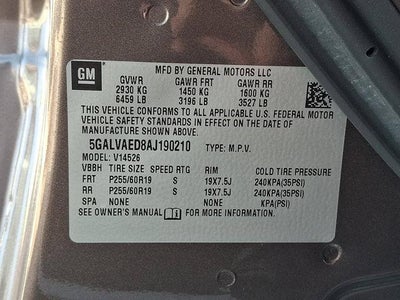 GM MFD BY GENERAL MOTORS LLC
GVWR GAWR FRT GAWR RR
2930 KG 1450 KG 1600 KG
6459 LB 3196 LB 3527 LB
THIS VEHICLE CONFORMS TO ALL APPLICABLE U.S. FEDERAL MOTOR
VEHICLE SAFETY STANDARDS IN EFFECT ON THE DATE OF
MANUFACTURE SHOWN ABOVE.
5GALVAED8AJ190210 TYPE: M.P.V.
MODEL: V14526
VBBH TIRE SIZE SPEED RTG RIM COLD TIRE PRESSURE
FRT P255/60R19 S 19X7.5J 240KPA(35PSI)
RR P255/60R19 S 19X7.5J 240KPA(35PSI)
SPA NONE NONE KPA(PSI)
SEE OWNER'S MANUAL FOR MORE INFORMATION.